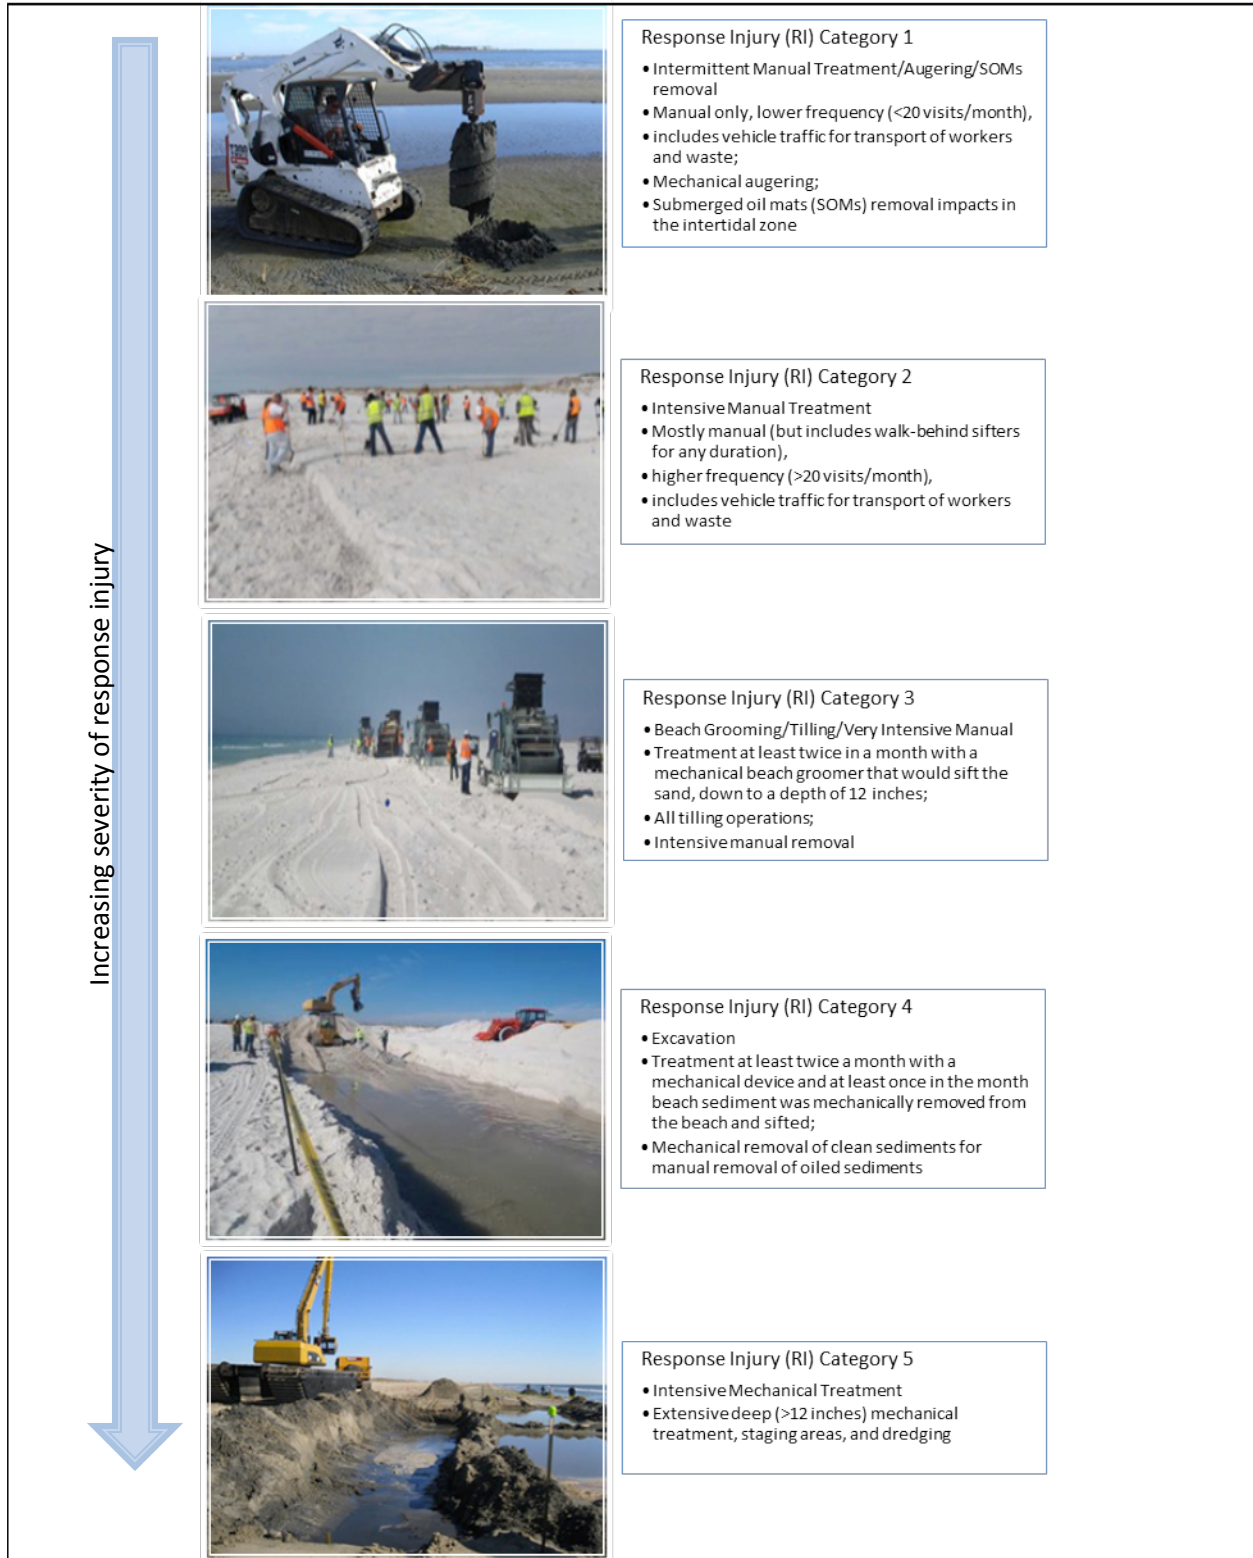 Increasing severity of response injury
Response Injury (RI) Category 1
• Intermittent Manual Treatment/Augering/SOMs
removal
• Manual only, lower frequency (<20 visits/month),
• includes vehicle traffic for transport of workers
and waste;
• Mechanical augering;
• Submerged oil mats (SOMs) removal impacts in
the intertidal zone
Response Injury (RI) Category 2
• Intensive Manual Treatment
• Mostly manual (but includes walk-behind sifters
for any duration),
• higher frequency (>20 visits/month),
• includes vehicle traffic for transport of workers
and waste
Response Injury (RI) Category 3
• Beach Grooming/Tilling/Very Intensive Manual
• Treatment at least twice in a month with a
mechanical beach groomer that would sift the
sand, down to a depth of 12 inches;
• All tilling operations;
• Intensive manual removal
Response Injury (RI) Category 4
• Excavation
• Treatment at least twice a month with a
mechanical device and at least once in the month
beach sediment was mechanically removed from
the beach and sifted;
• Mechanical removal of clean sediments for
manual removal of oiled sediments
Response Injury (RI) Category 5
• Intensive Mechanical Treatment
• Extensive deep (>12 inches) mechanical
treatment, staging areas, and dredging